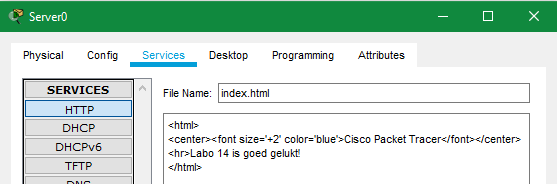 Server0
Physical Config Services Desktop Programming Attributes
SERVICES
HTTP
DHCP
DHCPv6
TFTP
DNS
File Name: index.html
<html>
<center><font size='+2' color='blue'>Cisco Packet Tracer</font></center>
<hr>Labo 14 is goed gelukt!
</html>